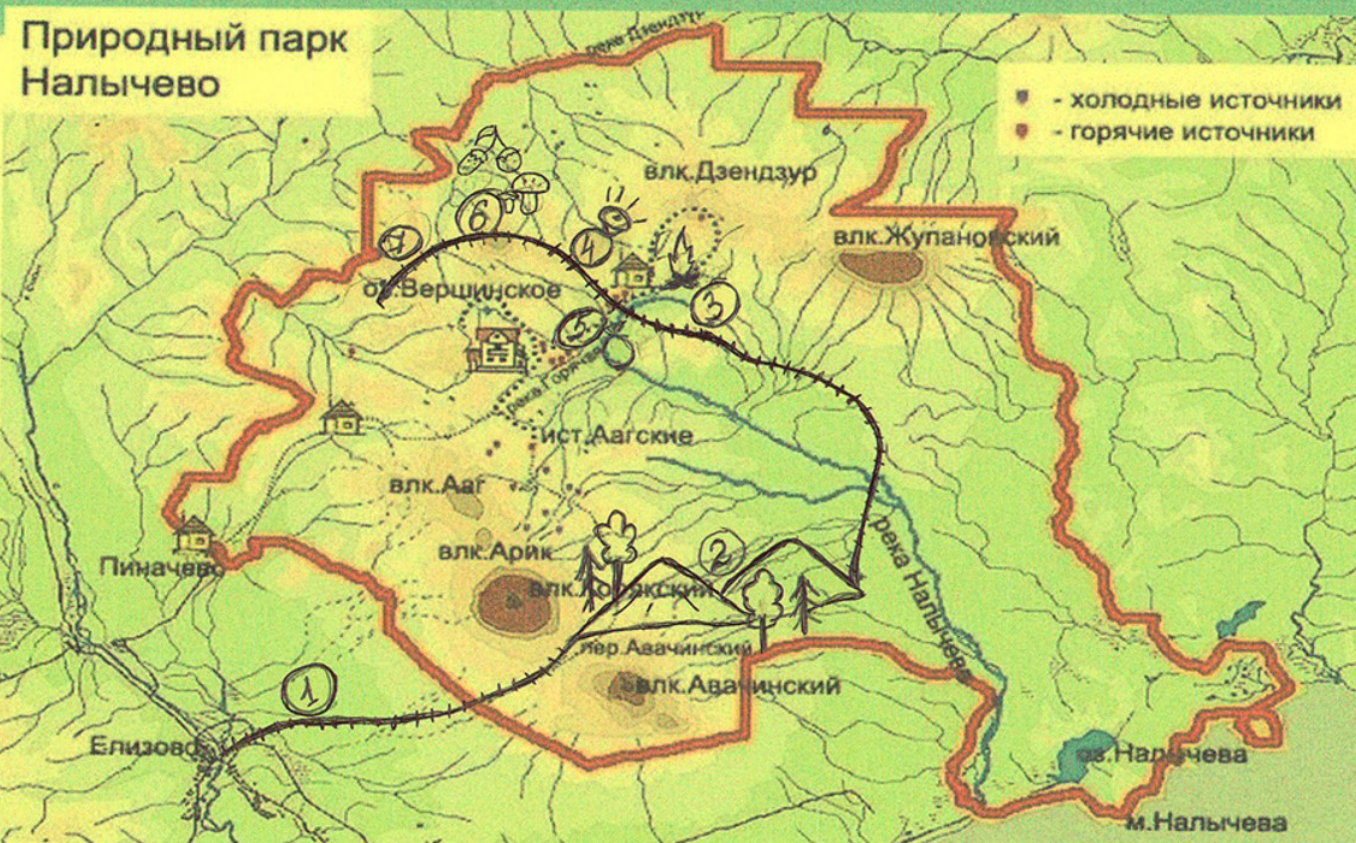 Природный парк
Налычево
- холодные источники
- горячие источники
река Дзендзур
влк.Дзендзур
6
4
влк.Жупановский
оз.Вершинское
3
5
река Горячая
ист.Аагские
влк.Ааг
влк.Арик
2
Пиначево
влк.Корякский
река Налычева
пер.Авачинский
влк.Авачинский
1
Елизово
оз.Налычева
м.Налычева